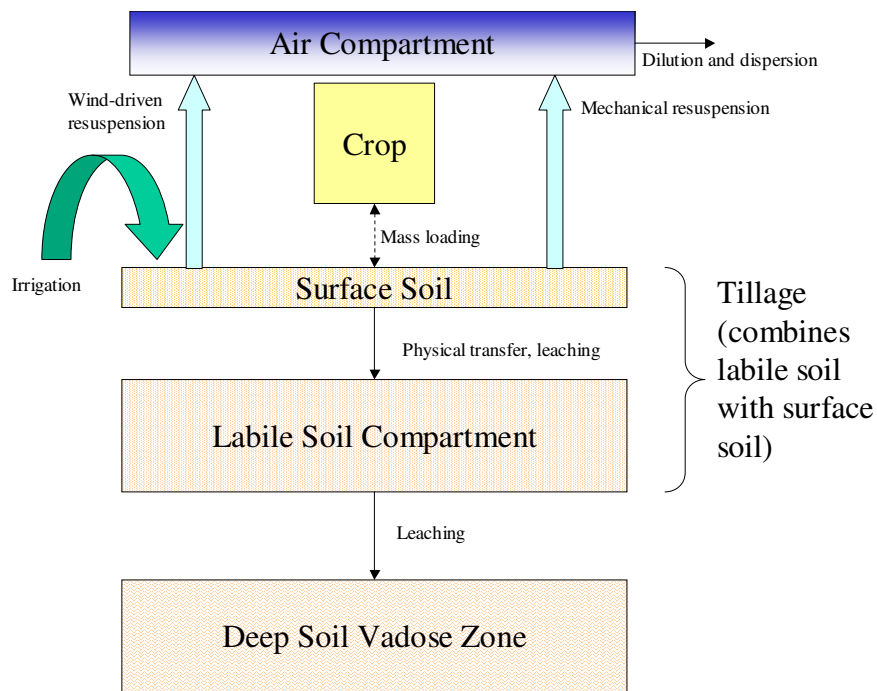 Air Compartment
Dilution and dispersion
Wind-driven
resuspension
Mechanical resuspension
Crop
Mass loading
Irrigation
Surface Soil
Tillage
(combines
labile soil
with surface
soil)
Physical transfer, leaching
Labile Soil Compartment
Leaching
Deep Soil Vadose Zone